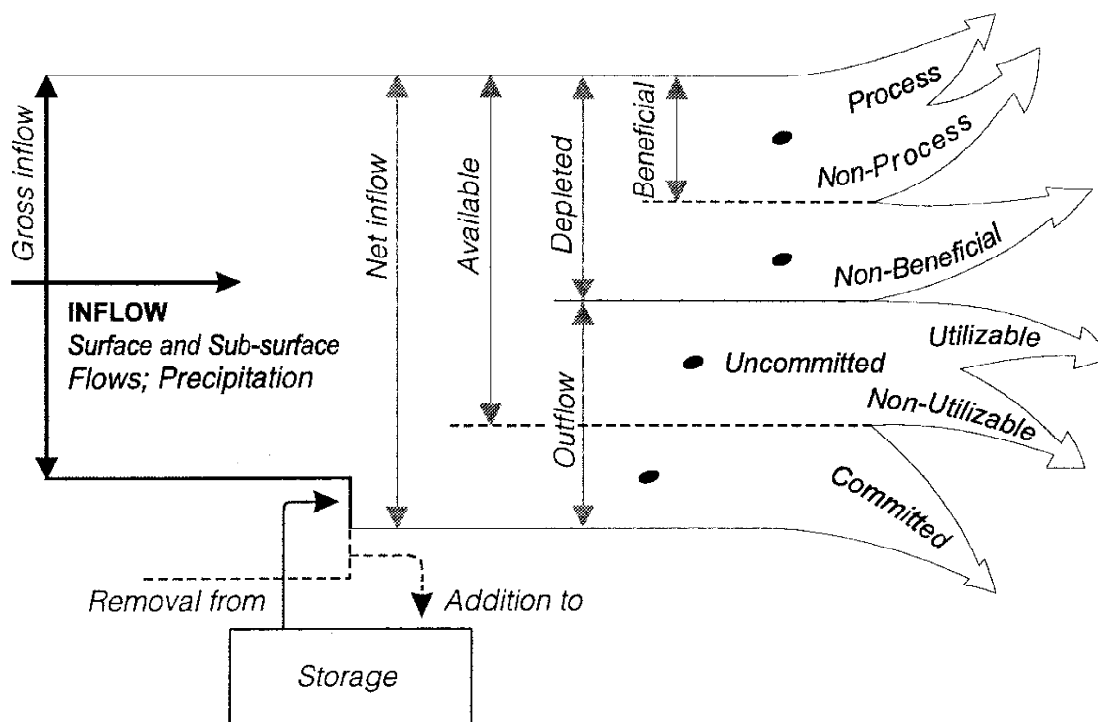 Gross inflow
INFLOW
Surface and Sub-surface
Flows; Precipitation
Net inflow
Available
Depleted
Outflow
Beneficial
Process
Non-Process
Non-Beneficial
Utilizable
Uncommitted
Non-Utilizable
Committed
Removal from
Addition to
Storage